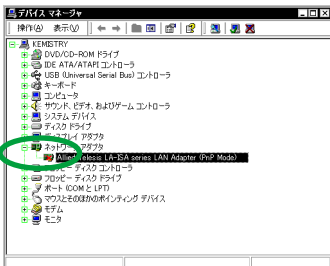 デバイス マネージャ
操作(A) 表示(V)
KEMISTRY
DVD/CD-ROM ドライブ
IDE ATA/ATAPI コントローラ
USB (Universal Serial Bus) コントローラ
キーボード
コンピュータ
サウンド、ビデオ、およびゲーム コントローラ
システム デバイス
ディスク ドライブ
ディスプレイ アダプタ
ネットワーク アダプタ
Allied Telesis LA-ISA series LAN Adapter (PnP Mode)
フロッピー ディスク コントローラ
フロッピー ディスク ドライブ
ポート (COM と LPT)
マウスとそのほかのポインティング デバイス
モデム
モニタ